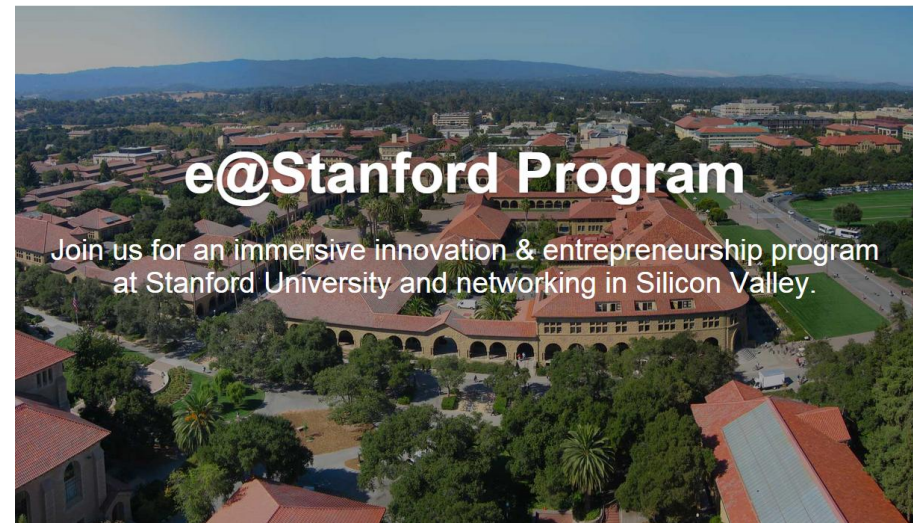 e@Stanford Program
Join us for an immersive innovation & entrepreneurship program
at Stanford University and networking in Silicon Valley.